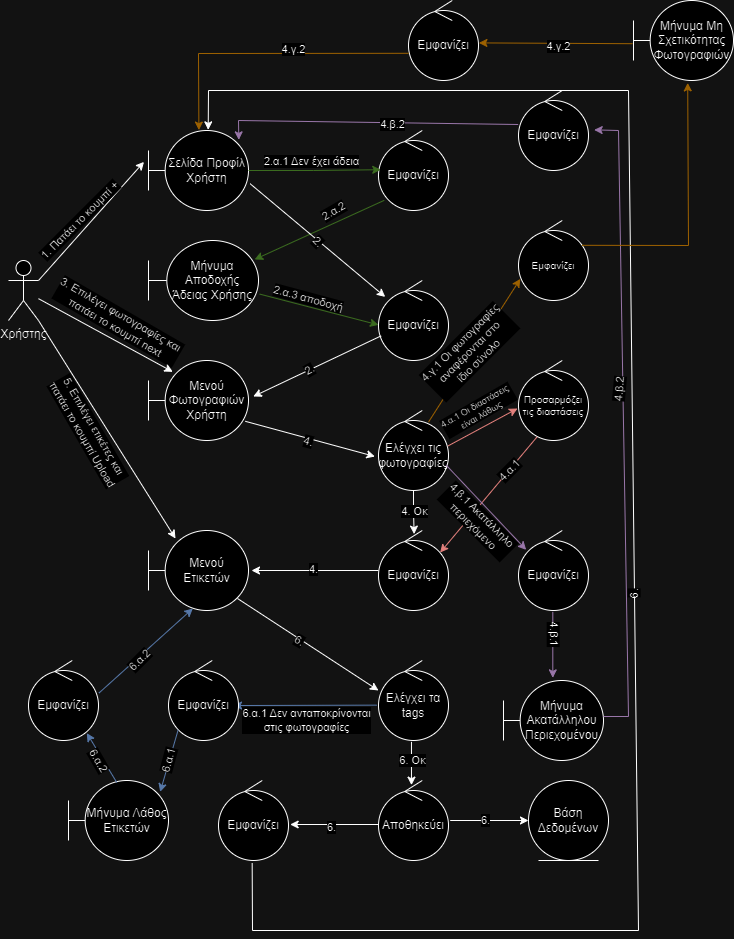 Εμφανίζει
4.γ.2
4.γ.2
Μήνυμα Μη
Σχετικότητας
Φωτογραφιών
4.β.2
Εμφανίζει
Σελίδα Προφίλ
Χρήστη
2.α.1 Δεν έχει άδεια
Εμφανίζει
1. Πατάει το κουμπί +
2.α.2
2.
Μήνυμα
Αποδοχής
Άδειας Χρήσης
2.α.3 αποδοχή
Εμφανίζει
Εμφανίζει
Χρήστης
3. Επιλέγει φωτογραφίες και
πατάει το κουμπί next
4.γ.1 Οι φωτογραφίες
αναφέρονται στο
ίδιο σύνολο
2.
Μενού
Φωτογραφιών
Χρήστη
4.α.1 Οι διαστάσεις
είναι λάθως
Προσαρμόζει
τις διαστάσεις
4.β.2
5. Επιλέγει ετικέτες και
πατάει το κουμπί Upload
4.
Ελέγχει τις
φωτογραφίες
4.α.1
4.β.1 Ακατάλληλο
περιεχόμενο
4. Οκ
Μενού
Ετικετών
4.
Εμφανίζει
Εμφανίζει
6.
4.β.1
6.
6.α.2
Εμφανίζει
Εμφανίζει
6.α.1 Δεν ανταποκρίνονται
στις φωτογραφίες
Ελέγχει τα
tags
Μήνυμα
Ακατάλληλου
Περιεχομένου
6.α.2
6.α.1
6. Οκ
Μήνυμα Λάθος
Ετικετών
Εμφανίζει
6.
Αποθηκεύει
6.
Βάση
Δεδομένων